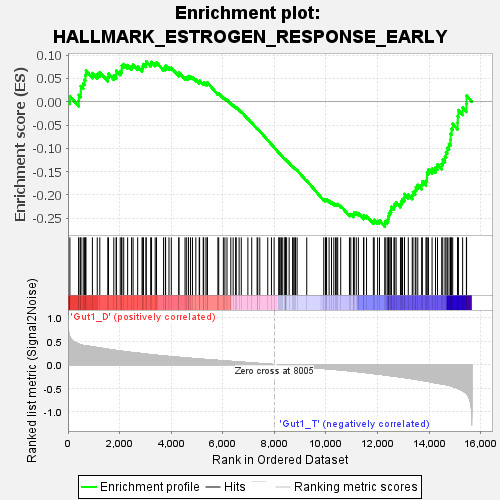 Enrichment plot:
HALLMARK_ESTROGEN_RESPONSE_EARLY
Enrichment score (ES)
0.10
0.05
0.00
-0.05
-0.10
-0.15
-0.20
-0.25
'Gut1_D' (positively correlated)
Ranked list metric (Signal2Noise)
1.0
0.5
0.0
-0.5
-1.0
Zero cross at 8005
'Gut1_T' (negatively correlated)
0 2,000 4,000 6,000 8,000 10,000 12,000 14,000 16,000
Rank in Ordered Dataset
Enrichment profile Hits Ranking metric scores